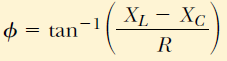 ϕ = tan⁻¹( (X_L − X_C) / R )